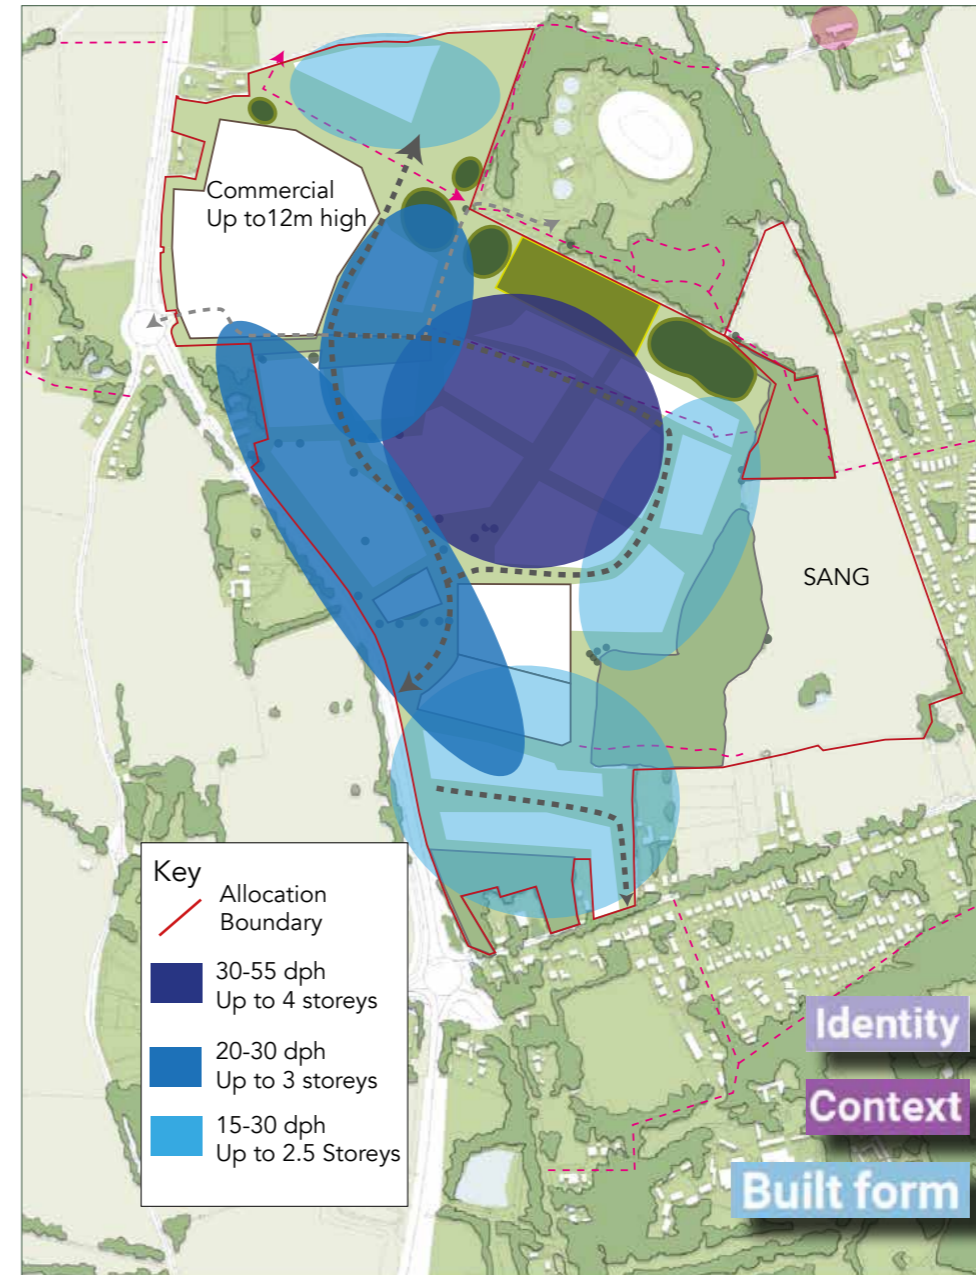 Commercial
Up to12m high
SANG
Key
Allocation
Boundary
30-55 dph
Up to 4 storeys
20-30 dph
Up to 3 storeys
15-30 dph
Up to 2.5 Storeys
Identity
Context
Built form